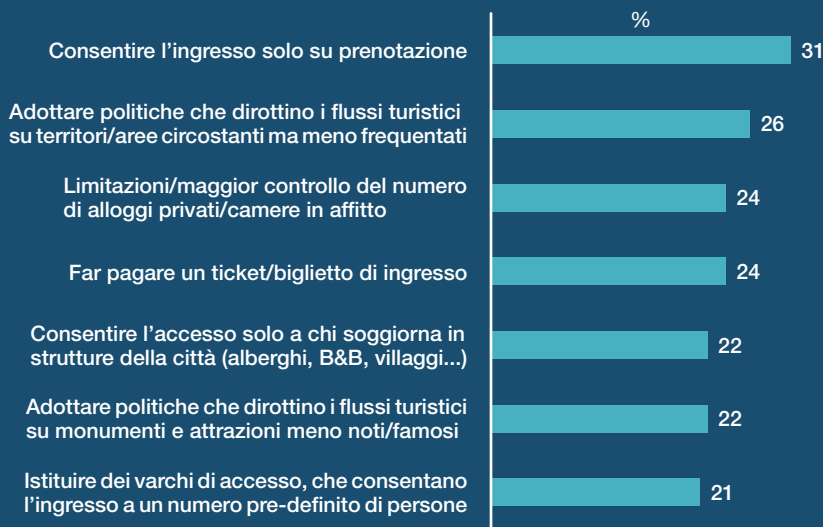 %
Consentire l'ingresso solo su prenotazione
31
Adottare politiche che dirottino i flussi turistici
su territori/aree circostanti ma meno frequentati
26
Limitazioni/maggior controllo del numero
di alloggi privati/camere in affitto
24
Far pagare un ticket/biglietto di ingresso
24
Consentire l'accesso solo a chi soggiorna in
strutture della città (alberghi, B&B, villaggi...)
22
Adottare politiche che dirottino i flussi turistici
su monumenti e attrazioni meno noti/famosi
22
Istituire dei varchi di accesso, che consentano
l'ingresso a un numero pre-definito di persone
21